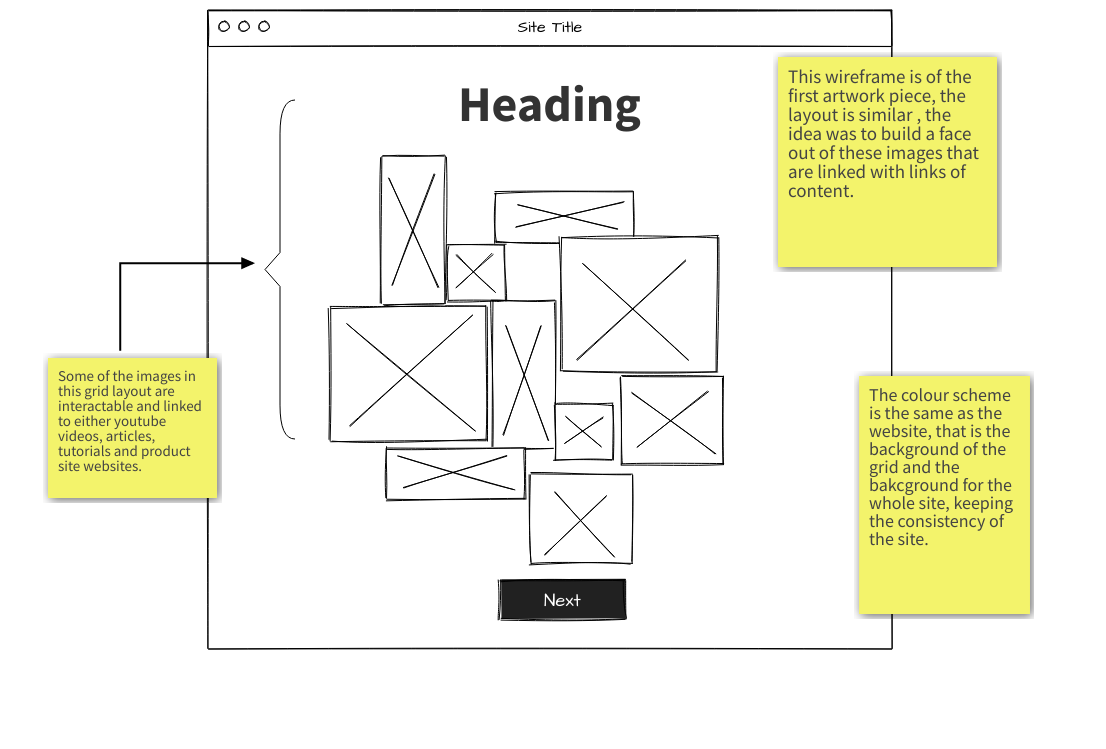 Site Title
Heading
This wireframe is of the
first artwork piece, the
layout is similar , the
idea was to build a face
out of these images that
are linked with links of
content.
Some of the images in
this grid layout are
interactable and linked
to either youtube
videos, articles,
tutorials and product
site websites.
The colour scheme
is the same as the
website, that is the
background of the
grid and the
bakcground for the
whole site, keeping
the consistency of
the site.
Next